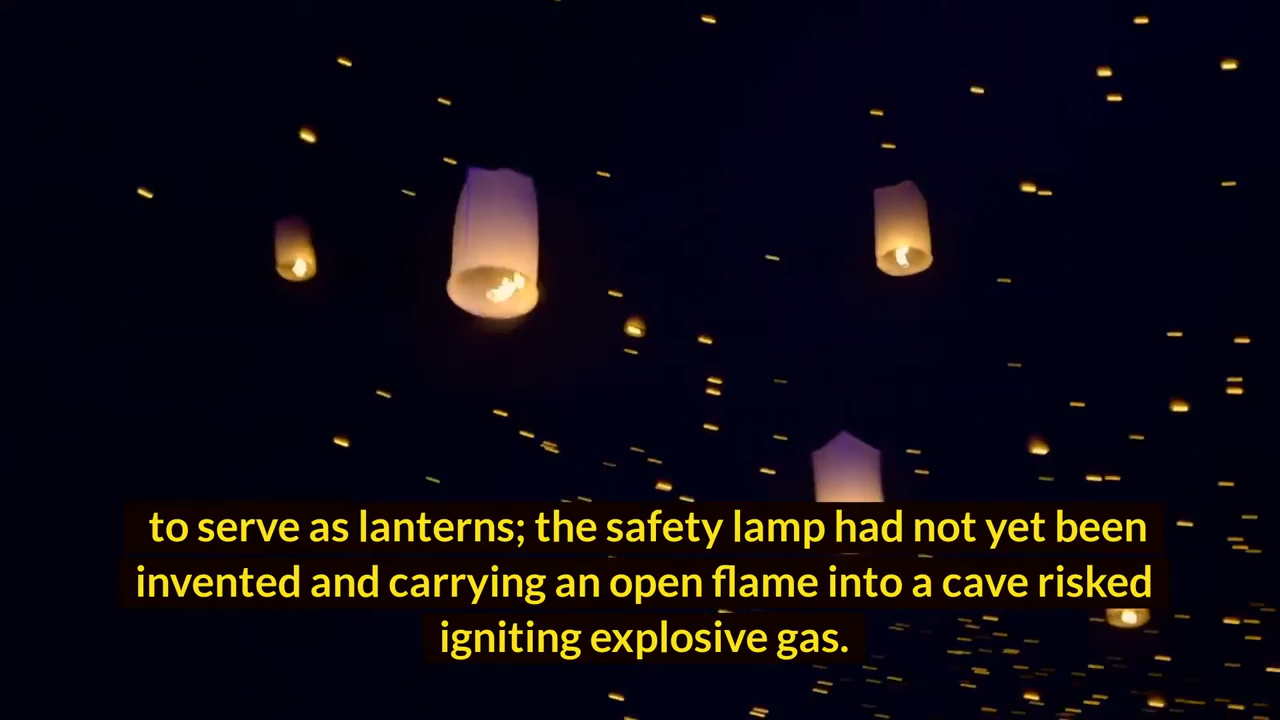 to serve as lanterns; the safety lamp had not yet been
invented and carrying an open flame into a cave risked
igniting explosive gas.